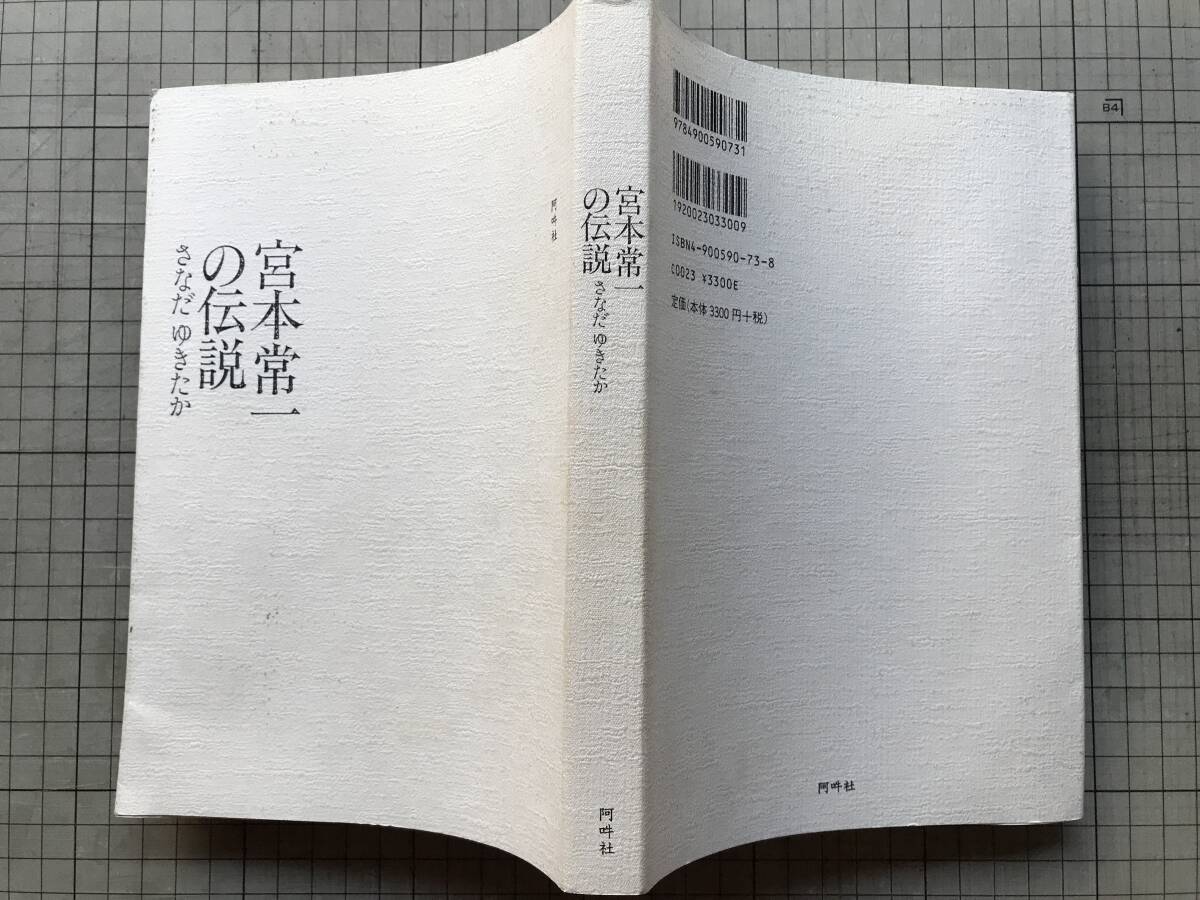 宮本常一
の伝説
さなだ ゆきたか
阿吽社
宮本常一
の伝説
さなだ ゆきたか
阿吽社
9784900590731
1920023033009
ISBN4-900590-73-8
C0023 ¥3300E
定価(本体3300円+税)
阿吽社
B4